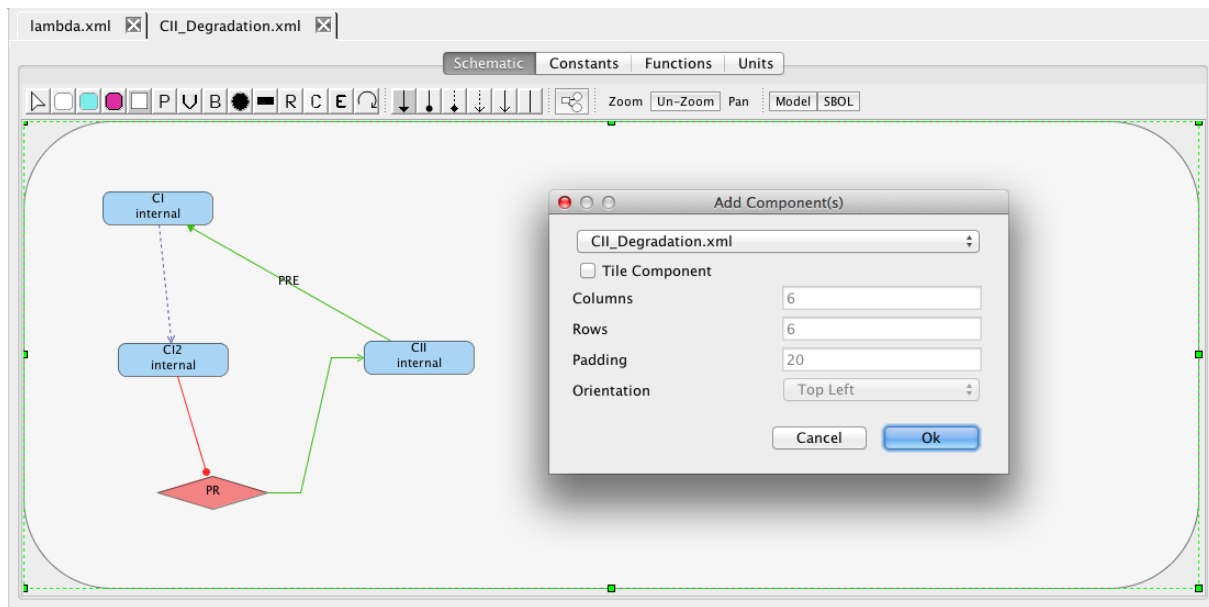 lambda.xml CII_Degradation.xml
Schematic Constants Functions Units
P V B R C E Zoom Un-Zoom Pan Model SBOL
CI
internal
PRE
CI2
internal
CII
internal
PR
Add Component(s)
CII_Degradation.xml
Tile Component
Columns 6
Rows 6
Padding 20
Orientation Top Left
Cancel Ok